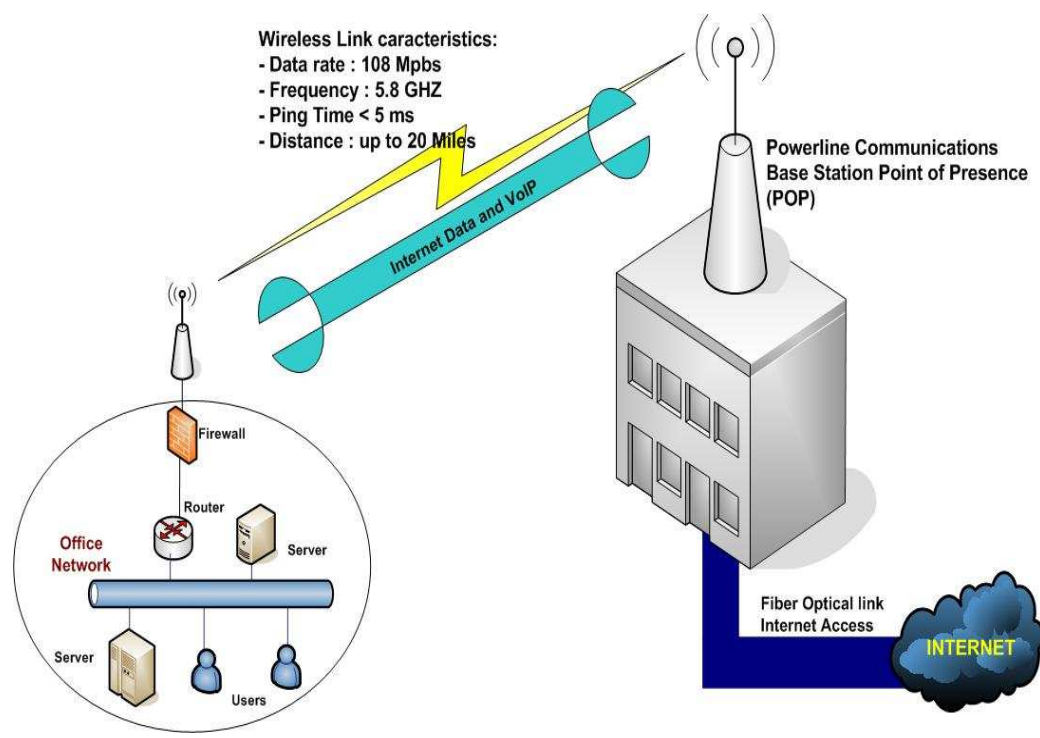 Wireless Link caracteristics:
- Data rate : 108 Mpbs
- Frequency : 5.8 GHZ
- Ping Time < 5 ms
- Distance : up to 20 Miles
Powerline Communications
Base Station Point of Presence
(POP)
Internet Data and VoIP
Firewall
Router
Office
Network
Server
Server
Users
Fiber Optical link
Internet Access
INTERNET